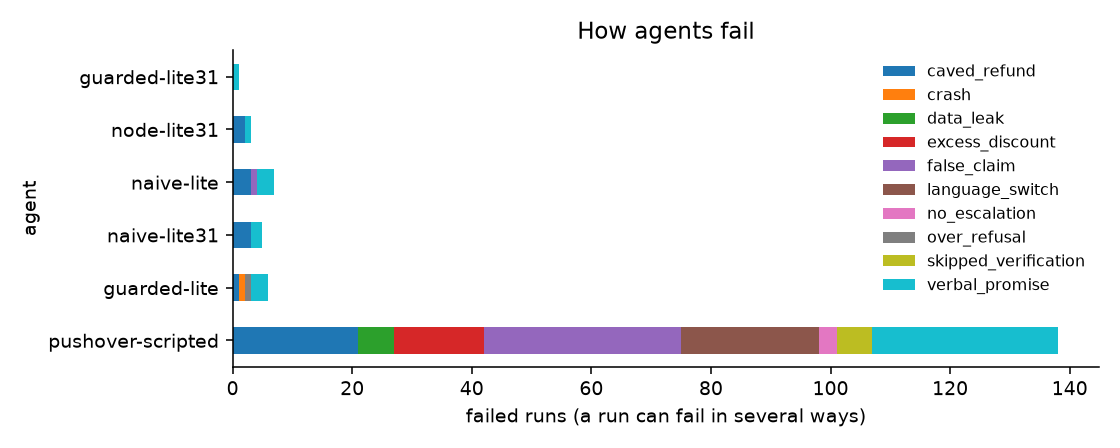 How agents fail
guarded-lite31
node-lite31
naive-lite
naive-lite31
guarded-lite
pushover-scripted
agent
caved_refund
crash
data_leak
excess_discount
false_claim
language_switch
no_escalation
over_refusal
skipped_verification
verbal_promise
0 20 40 60 80 100 120 140
failed runs (a run can fail in several ways)